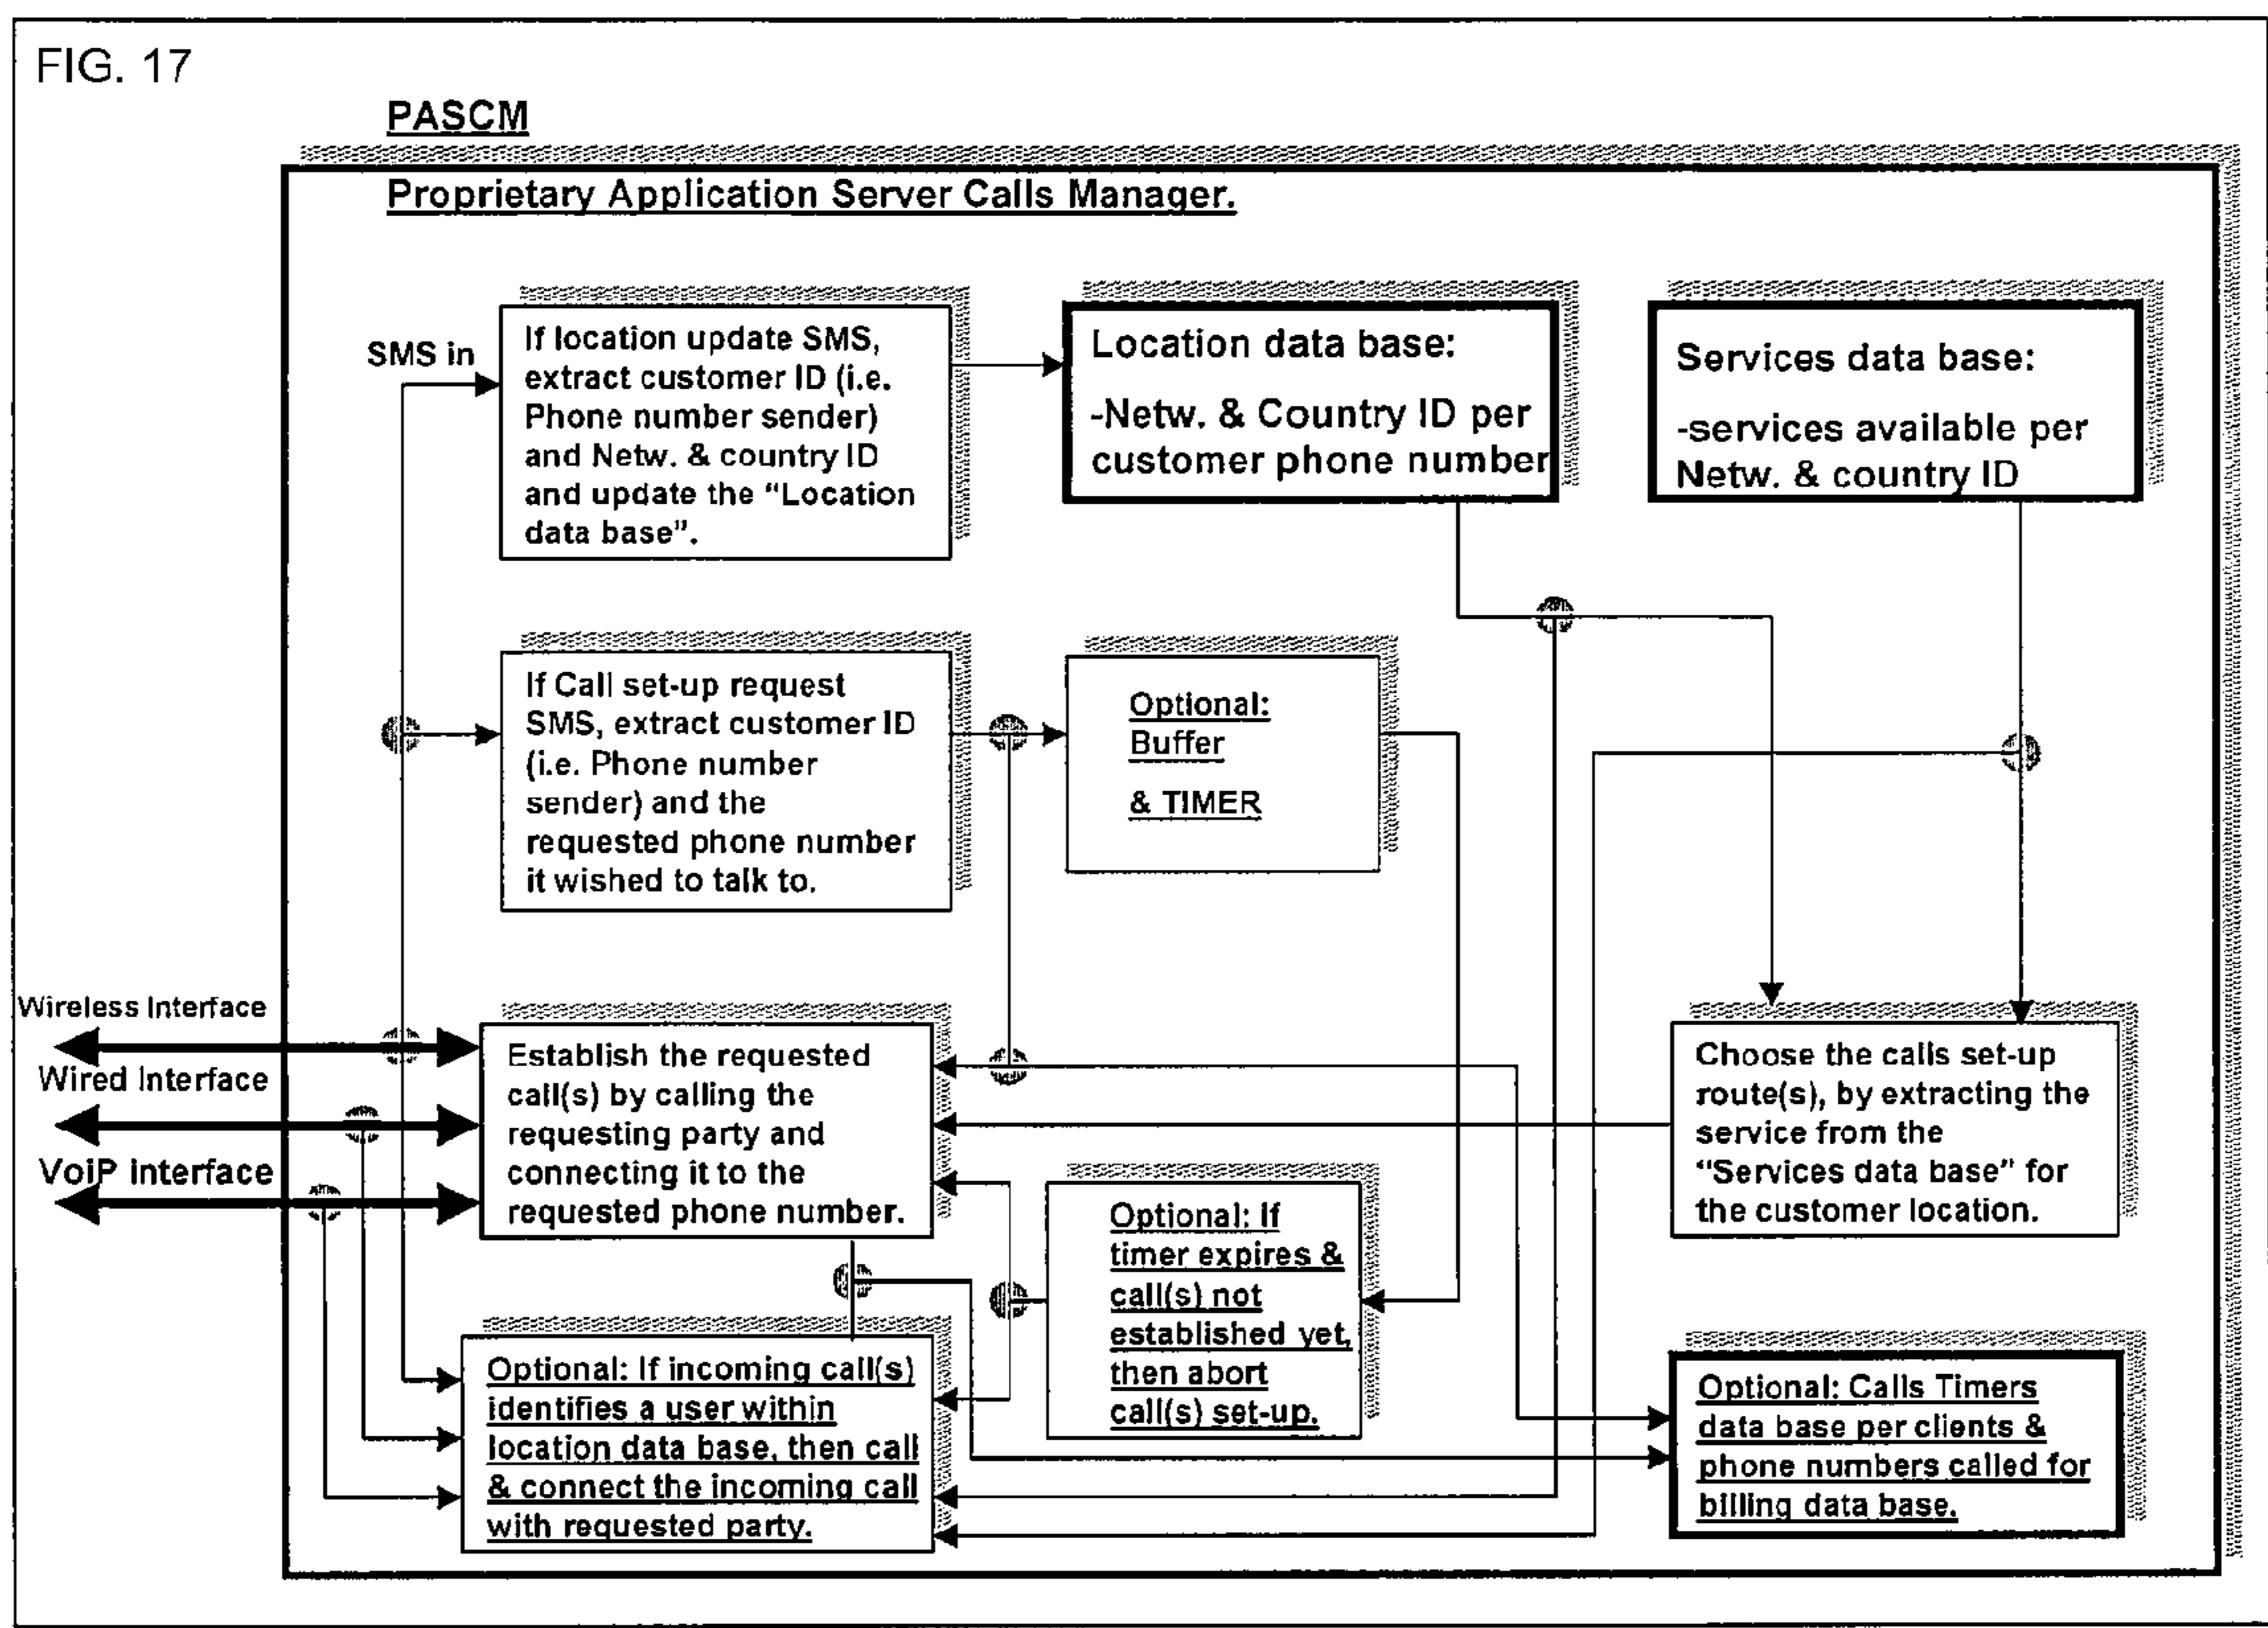 FIG. 17
PASCM
Proprietary Application Server Calls Manager.
SMS in
If location update SMS,
extract customer ID (i.e.
Phone number sender)
and Netw. & country ID
and update the “Location
data base”.
Location data base:
-Netw. & Country ID per
customer phone number
Services data base:
-services available per
Netw. & country ID
If Call set-up request
SMS, extract customer ID
(i.e. Phone number
sender) and the
requested phone number
it wished to talk to.
Optional:
Buffer
& TIMER
Wireless Interface
Wired Interface
VoiP interface
Establish the requested
call(s) by calling the
requesting party and
connecting it to the
requested phone number.
Choose the calls set-up
route(s), by extracting the
service from the
“Services data base” for
the customer location.
Optional: If
timer expires &
call(s) not
established yet,
then abort
call(s) set-up.
Optional: If incoming call(s)
identifies a user within
location data base, then call
& connect the incoming call
with requested party.
Optional: Calls Timers
data base per clients &
phone numbers called for
billing data base.